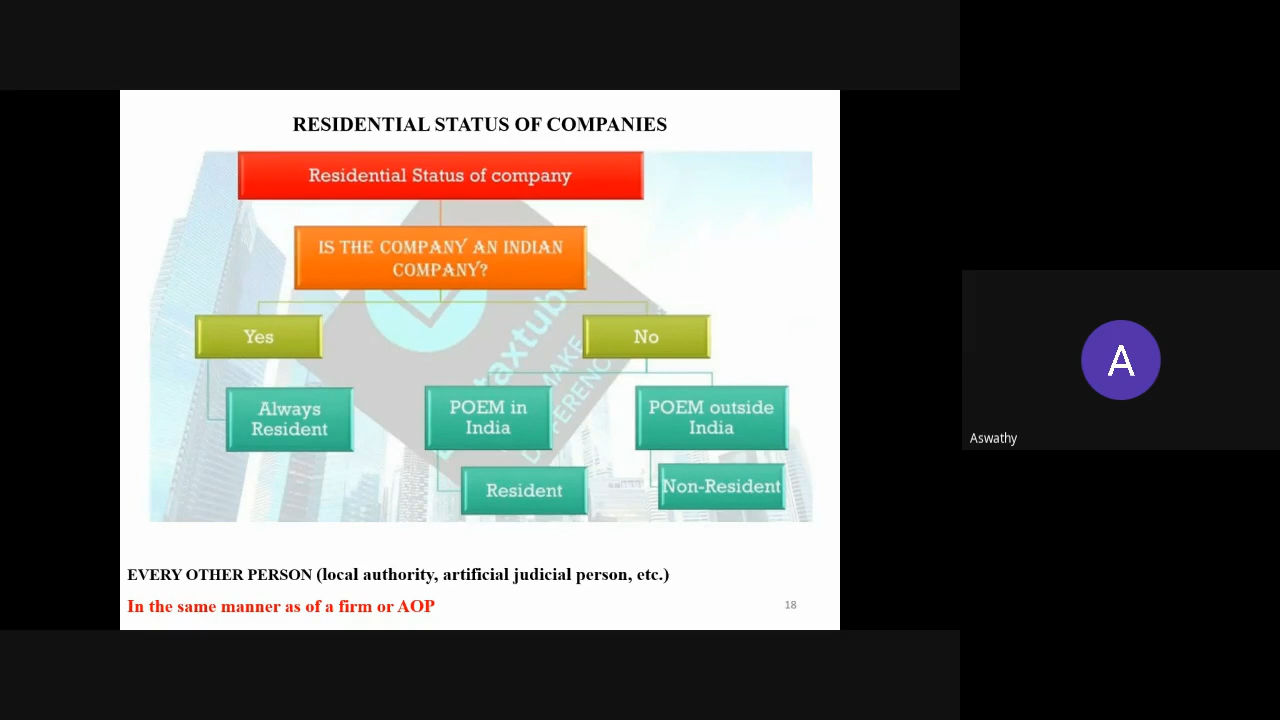 RESIDENTIAL STATUS OF COMPANIES
Residential Status of company
IS THE COMPANY AN INDIAN
COMPANY?
Yes
No
Always
Resident
POEM in
India
POEM outside
India
Resident
Non-Resident
EVERY OTHER PERSON (local authority, artificial judicial person, etc.)
In the same manner as of a firm or AOP
18
A
Aswathy